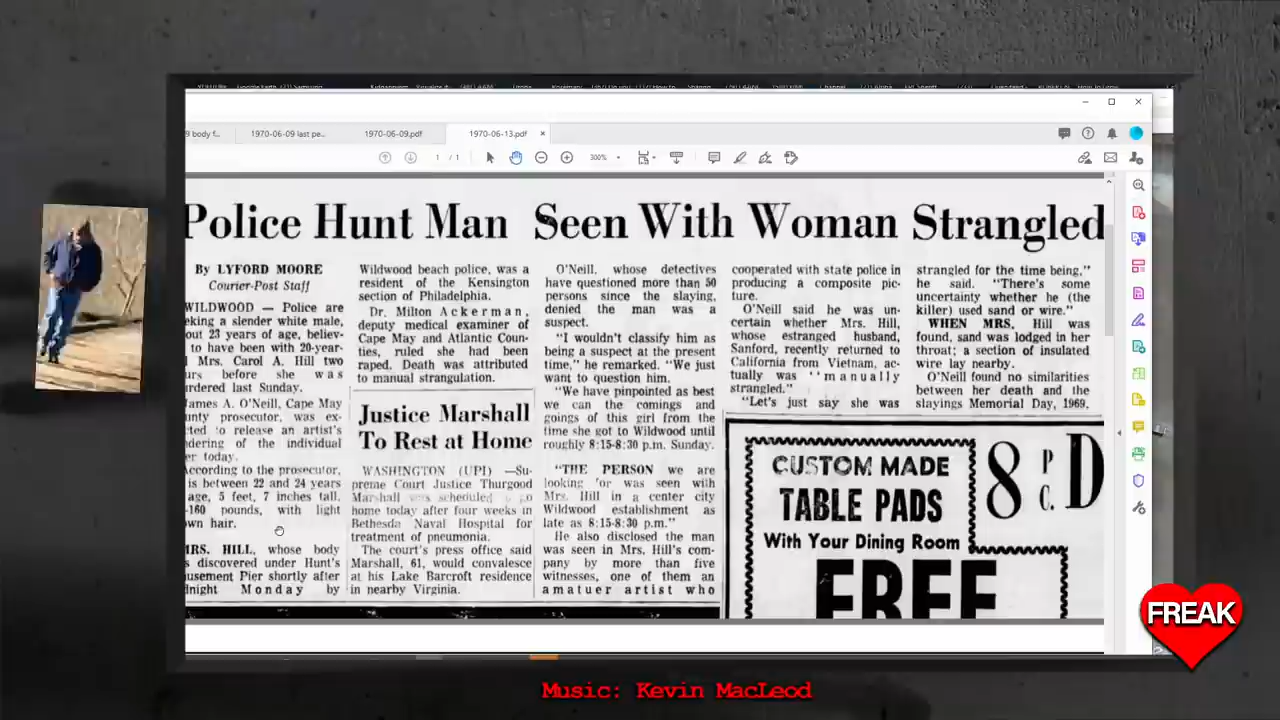 9 body f...
1970-06-09 last pe...
1970-06-09.pdf
1970-06-13.pdf
1 / 1
300%
Police Hunt Man Seen With Woman Strangled
By LYFORD MOORE
Courier-Post Staff
WILDWOOD — Police are
eking a slender white male,
out 23 years of age, believ-
to have been with 20-year-
Mrs. Carol A. Hill two
urs before she was
rdered last Sunday.
James A. O'Neill, Cape May
unty prosecutor, was ex-
cted to release an artist's
ndering of the individual
er today.
According to the prosecutor,
is between 22 and 24 years
age, 5 feet, 7 inches tall,
-160 pounds, with light
wn hair.
MRS. HILL, whose body
s discovered under Hunt's
usement Pier shortly after
dnight Monday by
Wildwood beach police, was a
resident of the Kensington
section of Philadelphia.
Dr. Milton Ackerman,
deputy medical examiner of
Cape May and Atlantic Coun-
ties, ruled she had been
raped. Death was attributed
to manual strangulation.
Justice Marshall
To Rest at Home
WASHINGTON (UPI) —Su-
preme Court Justice Thurgood
Marshall was scheduled to go
home today after four weeks in
Bethesda Naval Hospital for
treatment of pneumonia.
The court's press office said
Marshall, 61, would convalesce
at his Lake Barcroft residence
in nearby Virginia.
O'Neill, whose detectives
have questioned more than 50
persons since the slaying,
denied the man was a
suspect.
"I wouldn't classify him as
being a suspect at the present
time," he remarked. "We just
want to question him.
"We have pinpointed as best
we can the comings and
goings of this girl from the
time she got to Wildwood until
roughly 8:15-8:30 p.m. Sunday.
"THE PERSON we are
looking for was seen with
Mrs. Hill in a center city
Wildwood establishment as
late as 8:15-8:30 p.m."
He also disclosed the man
was seen in Mrs. Hill's com-
pany by more than five
witnesses, one of them an
amatuer artist who
cooperated with state police in
producing a composite pic-
ture.
O'Neill said he was un-
certain whether Mrs. Hill,
whose estranged husband,
Sanford, recently returned to
California from Vietnam, ac-
tually was "manually
strangled."
"Let's just say she was
strangled for the time being,"
he said. "There's some
uncertainty whether he (the
killer) used sand or wire."
WHEN MRS. Hill was
found, sand was lodged in her
throat; a section of insulated
wire lay nearby.
O'Neill found no similarities
between her death and the
slayings Memorial Day, 1969,
CUSTOM MADE
TABLE PADS
With Your Dining Room
FREE
8 PC. D
FREAK
Music: Kevin MacLeod